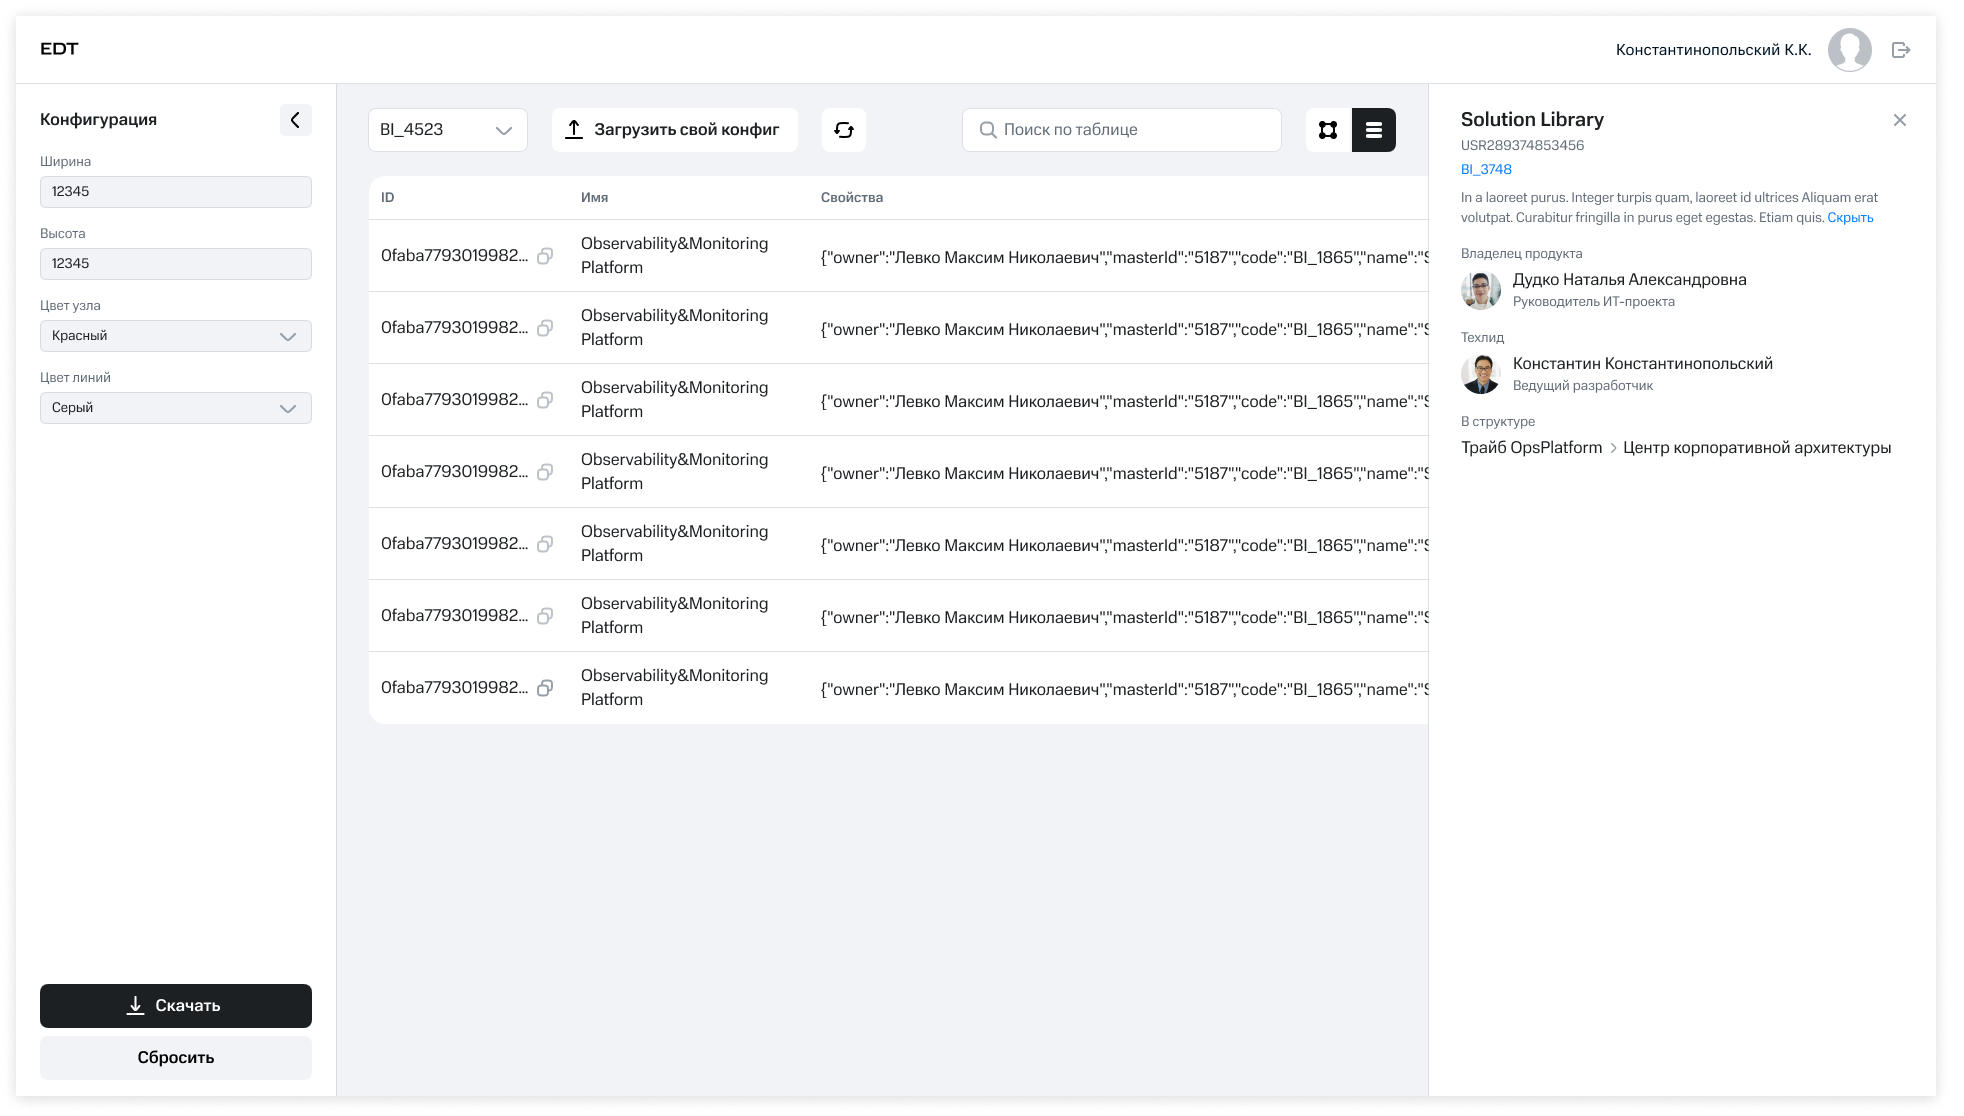 EDT
Константинопольский К.К.
Конфигурация
Ширина
12345
Высота
12345
Цвет узла
Красный
Цвет линий
Серый
Скачать
Сбросить
BI_4523
Загрузить свой конфиг
Поиск по таблице
ID Имя Свойства
0faba7793019982... Observability&Monitoring Platform {"owner":"Левко Максим Николаевич","masterId":"5187","code":"BI_1865","name":"S
0faba7793019982... Observability&Monitoring Platform {"owner":"Левко Максим Николаевич","masterId":"5187","code":"BI_1865","name":"S
0faba7793019982... Observability&Monitoring Platform {"owner":"Левко Максим Николаевич","masterId":"5187","code":"BI_1865","name":"S
0faba7793019982... Observability&Monitoring Platform {"owner":"Левко Максим Николаевич","masterId":"5187","code":"BI_1865","name":"S
0faba7793019982... Observability&Monitoring Platform {"owner":"Левко Максим Николаевич","masterId":"5187","code":"BI_1865","name":"S
0faba7793019982... Observability&Monitoring Platform {"owner":"Левко Максим Николаевич","masterId":"5187","code":"BI_1865","name":"S
0faba7793019982... Observability&Monitoring Platform {"owner":"Левко Максим Николаевич","masterId":"5187","code":"BI_1865","name":"S
Solution Library
USR289374853456
BI_3748
In a laoreet purus. Integer turpis quam, laoreet id ultrices Aliquam erat
volutpat. Curabitur fringilla in purus eget egestas. Etiam quis. Скрыть
Владелец продукта
Дудко Наталья Александровна
Руководитель ИТ-проекта
Техлид
Константин Константинопольский
Ведущий разработчик
В структуре
Трайб OpsPlatform > Центр корпоративной архитектуры